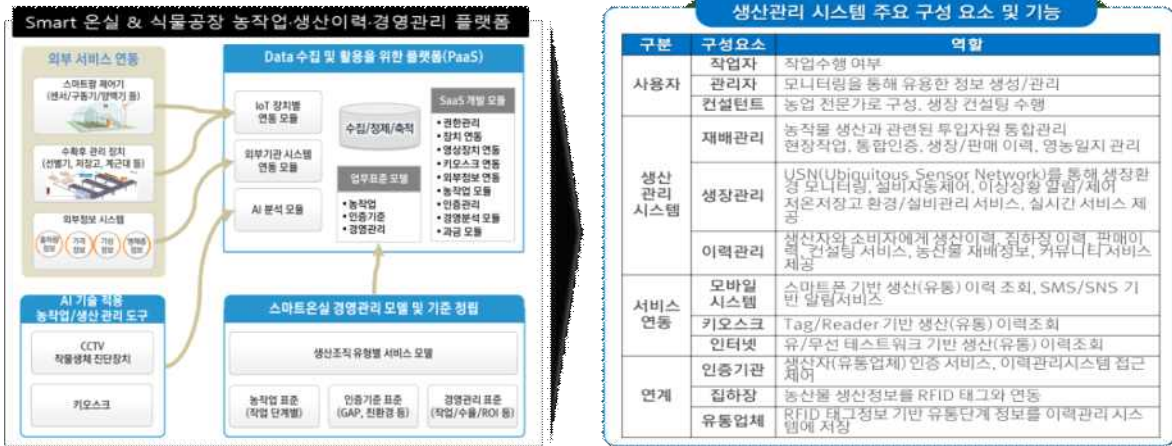 Smart 온실 & 식물공장 농작업·생산이력·경영관리 플랫폼
외부 서비스 연동
스마트팜 제어기
(센서/구동기/양액기 등)
수확후 관리 장치
(선별기, 저장고, 계근대 등)
외부정보 시스템
출하량 정보
가격 정보
기상 정보
병해충 정보
Data 수집 및 활용을 위한 플랫폼(PaaS)
IoT 장치별
연동 모듈
외부기관 시스템
연동 모듈
AI 분석 모듈
수집/정제/축적
업무표준 모델
• 농작업
• 인증기준
• 경영관리
SaaS 개발 모듈
• 권한관리
• 장치 연동
• 영상장치 연동
• 키오스크 연동
• 외부정보 연동
• 농작업 모듈
• 인증관리
• 경영분석 모듈
• 과금 모듈
AI 기술 적용
농작업/생산 관리 도구
CCTV
작물생체 진단장치
키오스크
스마트온실 경영관리 모델 및 기준 정립
생산조직 유형별 서비스 모델
농작업 표준
(작업 단계별)
인증기준 표준
(GAP, 친환경 등)
경영관리 표준
(작업/수율/ROI 등)
생산관리 시스템 주요 구성 요소 및 기능
구분 구성요소 역할
사용자
작업자 작업수행 여부
관리자 모니터링을 통해 유용한 정보 생성/관리
컨설턴트 농업 전문가로 구성, 생장 컨설팅 수행
생산
관리
시스템
재배관리
농작물 생산과 관련된 투입자원 통합관리
현장작업, 통합인증, 생장/판매 이력, 영농일지 관리
생장관리
USN(Ubiquitous Sensor Network)를 통해 생장환
경 모니터링, 설비자동제어, 이상상황 알림/제어
저온저장고 환경/설비관리 서비스, 실시간 서비스 제
공
이력관리
생산자와 소비자에게 생산이력, 집하장 이력, 판매이
력, 컨설팅 서비스, 농산물 재배정보, 커뮤니티 서비스
제공
서비스
연동
모바일
시스템
스마트폰 기반 생산(유통) 이력 조회, SMS/SNS 기
반 알림서비스
키오스크 Tag/Reader 기반 생산(유통) 이력조회
인터넷 유/무선 테스트워크 기반 생산(유통) 이력조회
연계
인증기관
생산자(유통업체) 인증 서비스, 이력관리시스템 접근
제어
집하장 농산물 생산정보를 RFID 태그와 연동
유통업체
RFID 태그정보 기반 유통단계 정보를 이력관리 시스
템에 저장